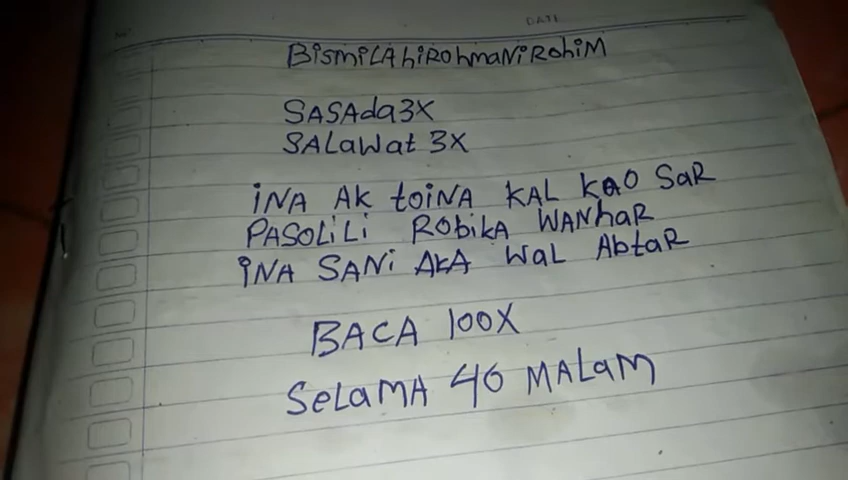 DATE
BismiLAhiRohmaNiRohiM
SASAda3X
SALaWat 3X
iNA AK toiNA KAL KAO SaR
PASOLiLi RobikA WANhaR
iNA SANi AKA WaL AbtaR
BACA 100X
SeLaMA 40 MALaM